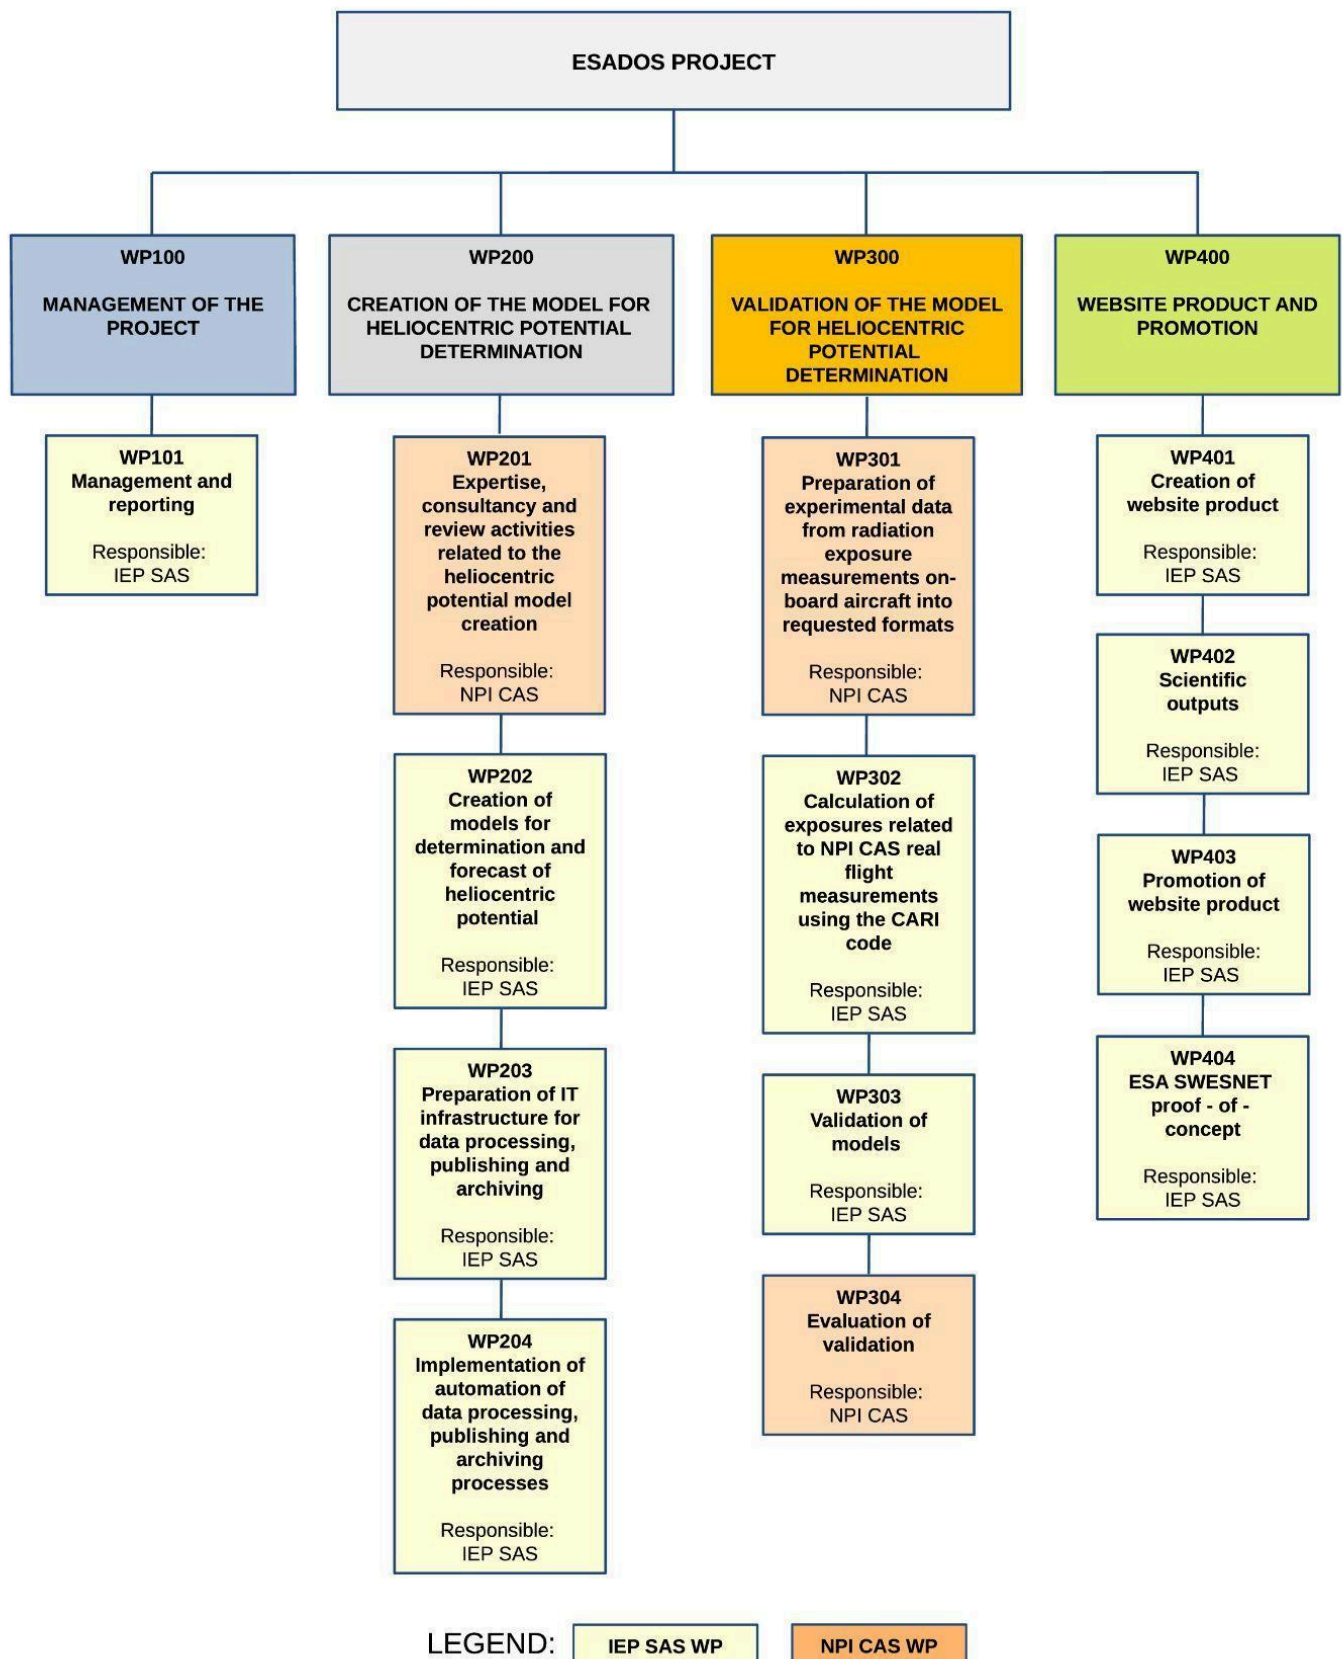 ESADOS PROJECT
WP100
MANAGEMENT OF THE
PROJECT
WP101
Management and
reporting
Responsible:
IEP SAS
WP200
CREATION OF THE MODEL FOR
HELIOCENTRIC POTENTIAL
DETERMINATION
WP201
Expertise,
consultancy and
review activities
related to the
heliocentric
potential model
creation
Responsible:
NPI CAS
WP202
Creation of
models for
determination and
forecast of
heliocentric
potential
Responsible:
IEP SAS
WP203
Preparation of IT
infrastructure for
data processing,
publishing and
archiving
Responsible:
IEP SAS
WP204
Implementation of
automation of
data processing,
publishing and
archiving
processes
Responsible:
IEP SAS
WP300
VALIDATION OF THE MODEL
FOR HELIOCENTRIC
POTENTIAL
DETERMINATION
WP301
Preparation of
experimental data
from radiation
exposure
measurements on-
board aircraft into
requested formats
Responsible:
NPI CAS
WP302
Calculation of
exposures related
to NPI CAS real
flight
measurements
using the CARI
code
Responsible:
IEP SAS
WP303
Validation of
models
Responsible:
IEP SAS
WP304
Evaluation of
validation
Responsible:
NPI CAS
WP400
WEBSITE PRODUCT AND
PROMOTION
WP401
Creation of
website product
Responsible:
IEP SAS
WP402
Scientific
outputs
Responsible:
IEP SAS
WP403
Promotion of
website product
Responsible:
IEP SAS
WP404
ESA SWESNET
proof - of -
concept
Responsible:
IEP SAS
LEGEND:
IEP SAS WP
NPI CAS WP